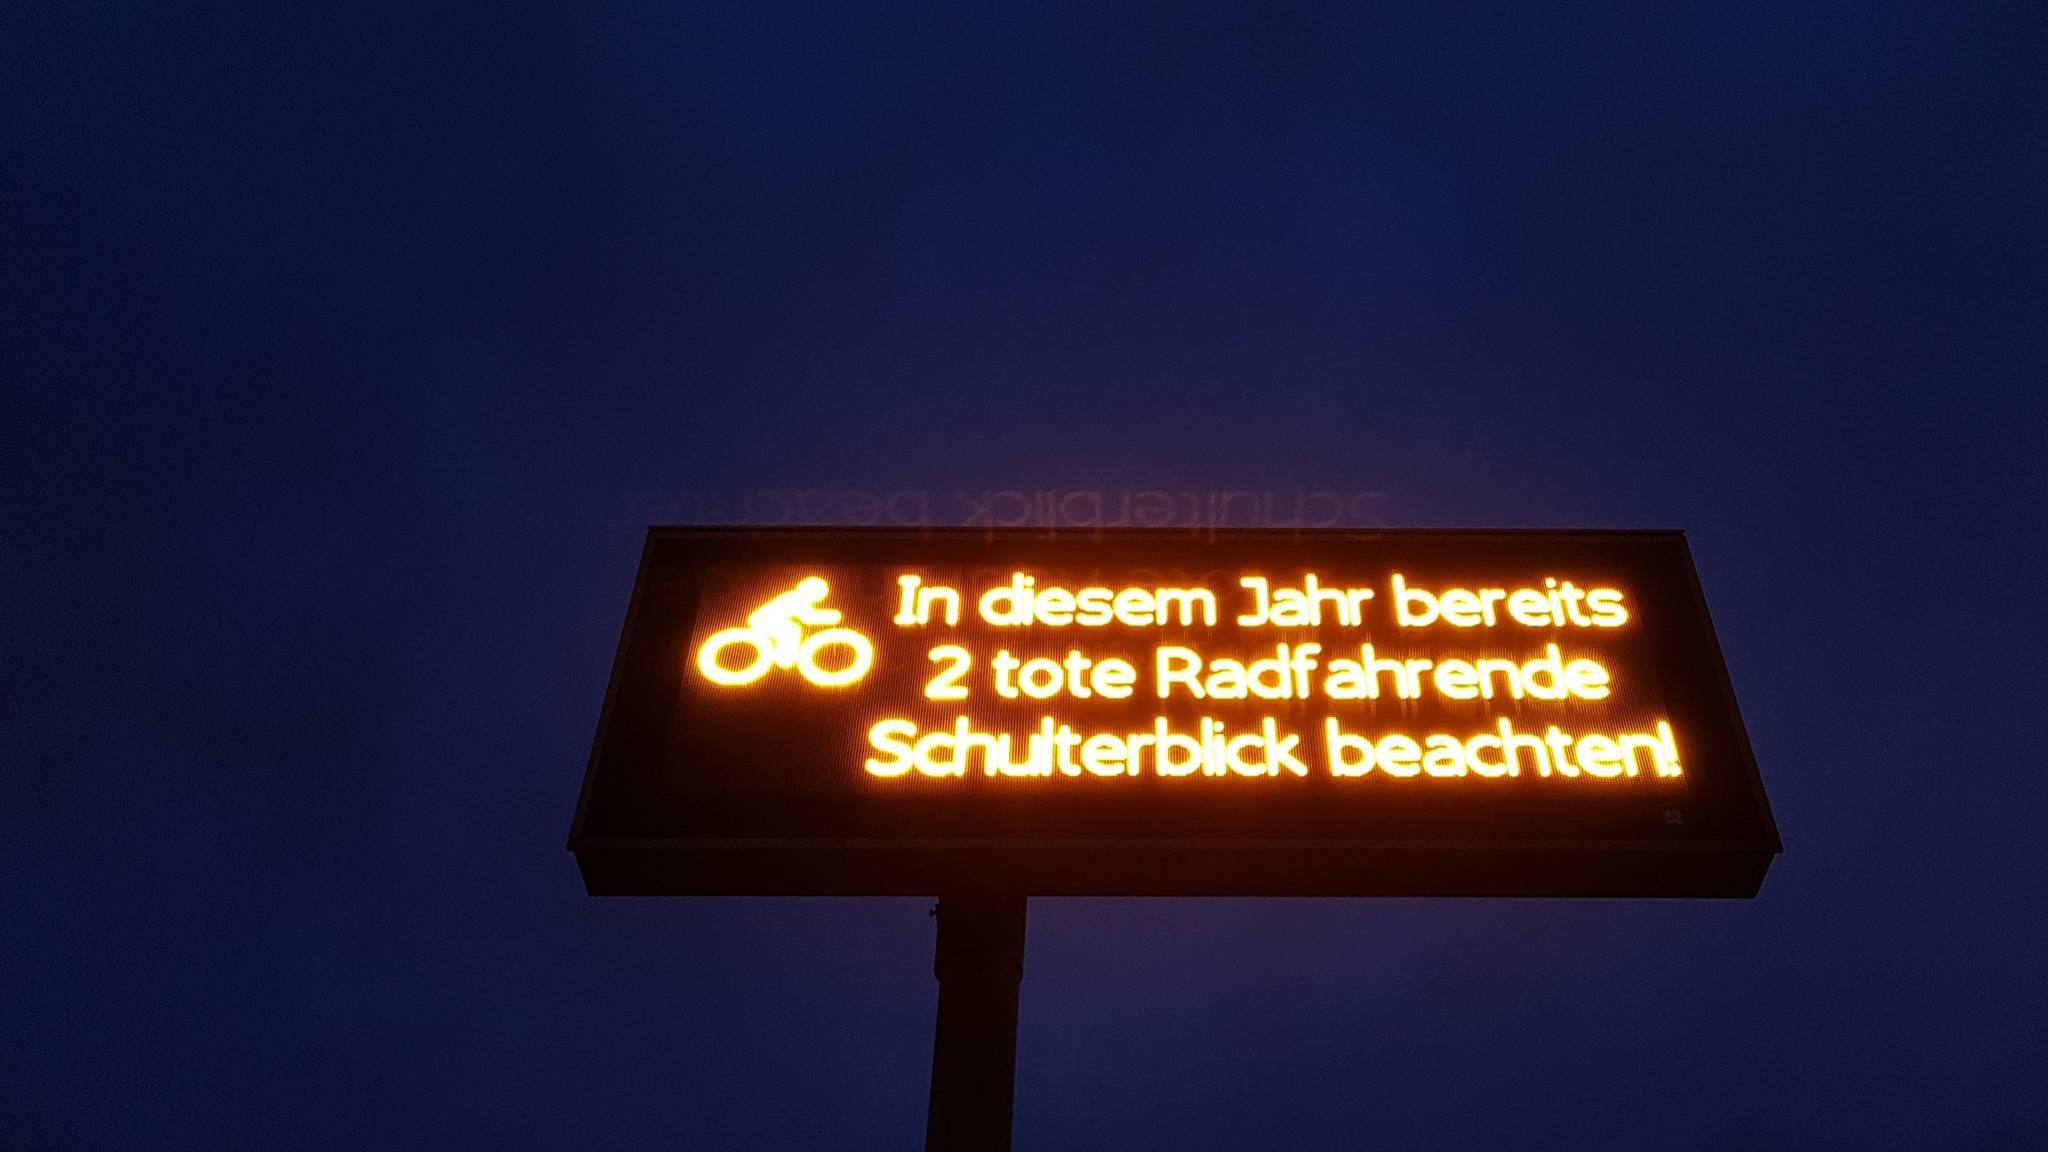 In diesem Jahr bereits
2 tote Radfahrende
Schulterblick beachten!